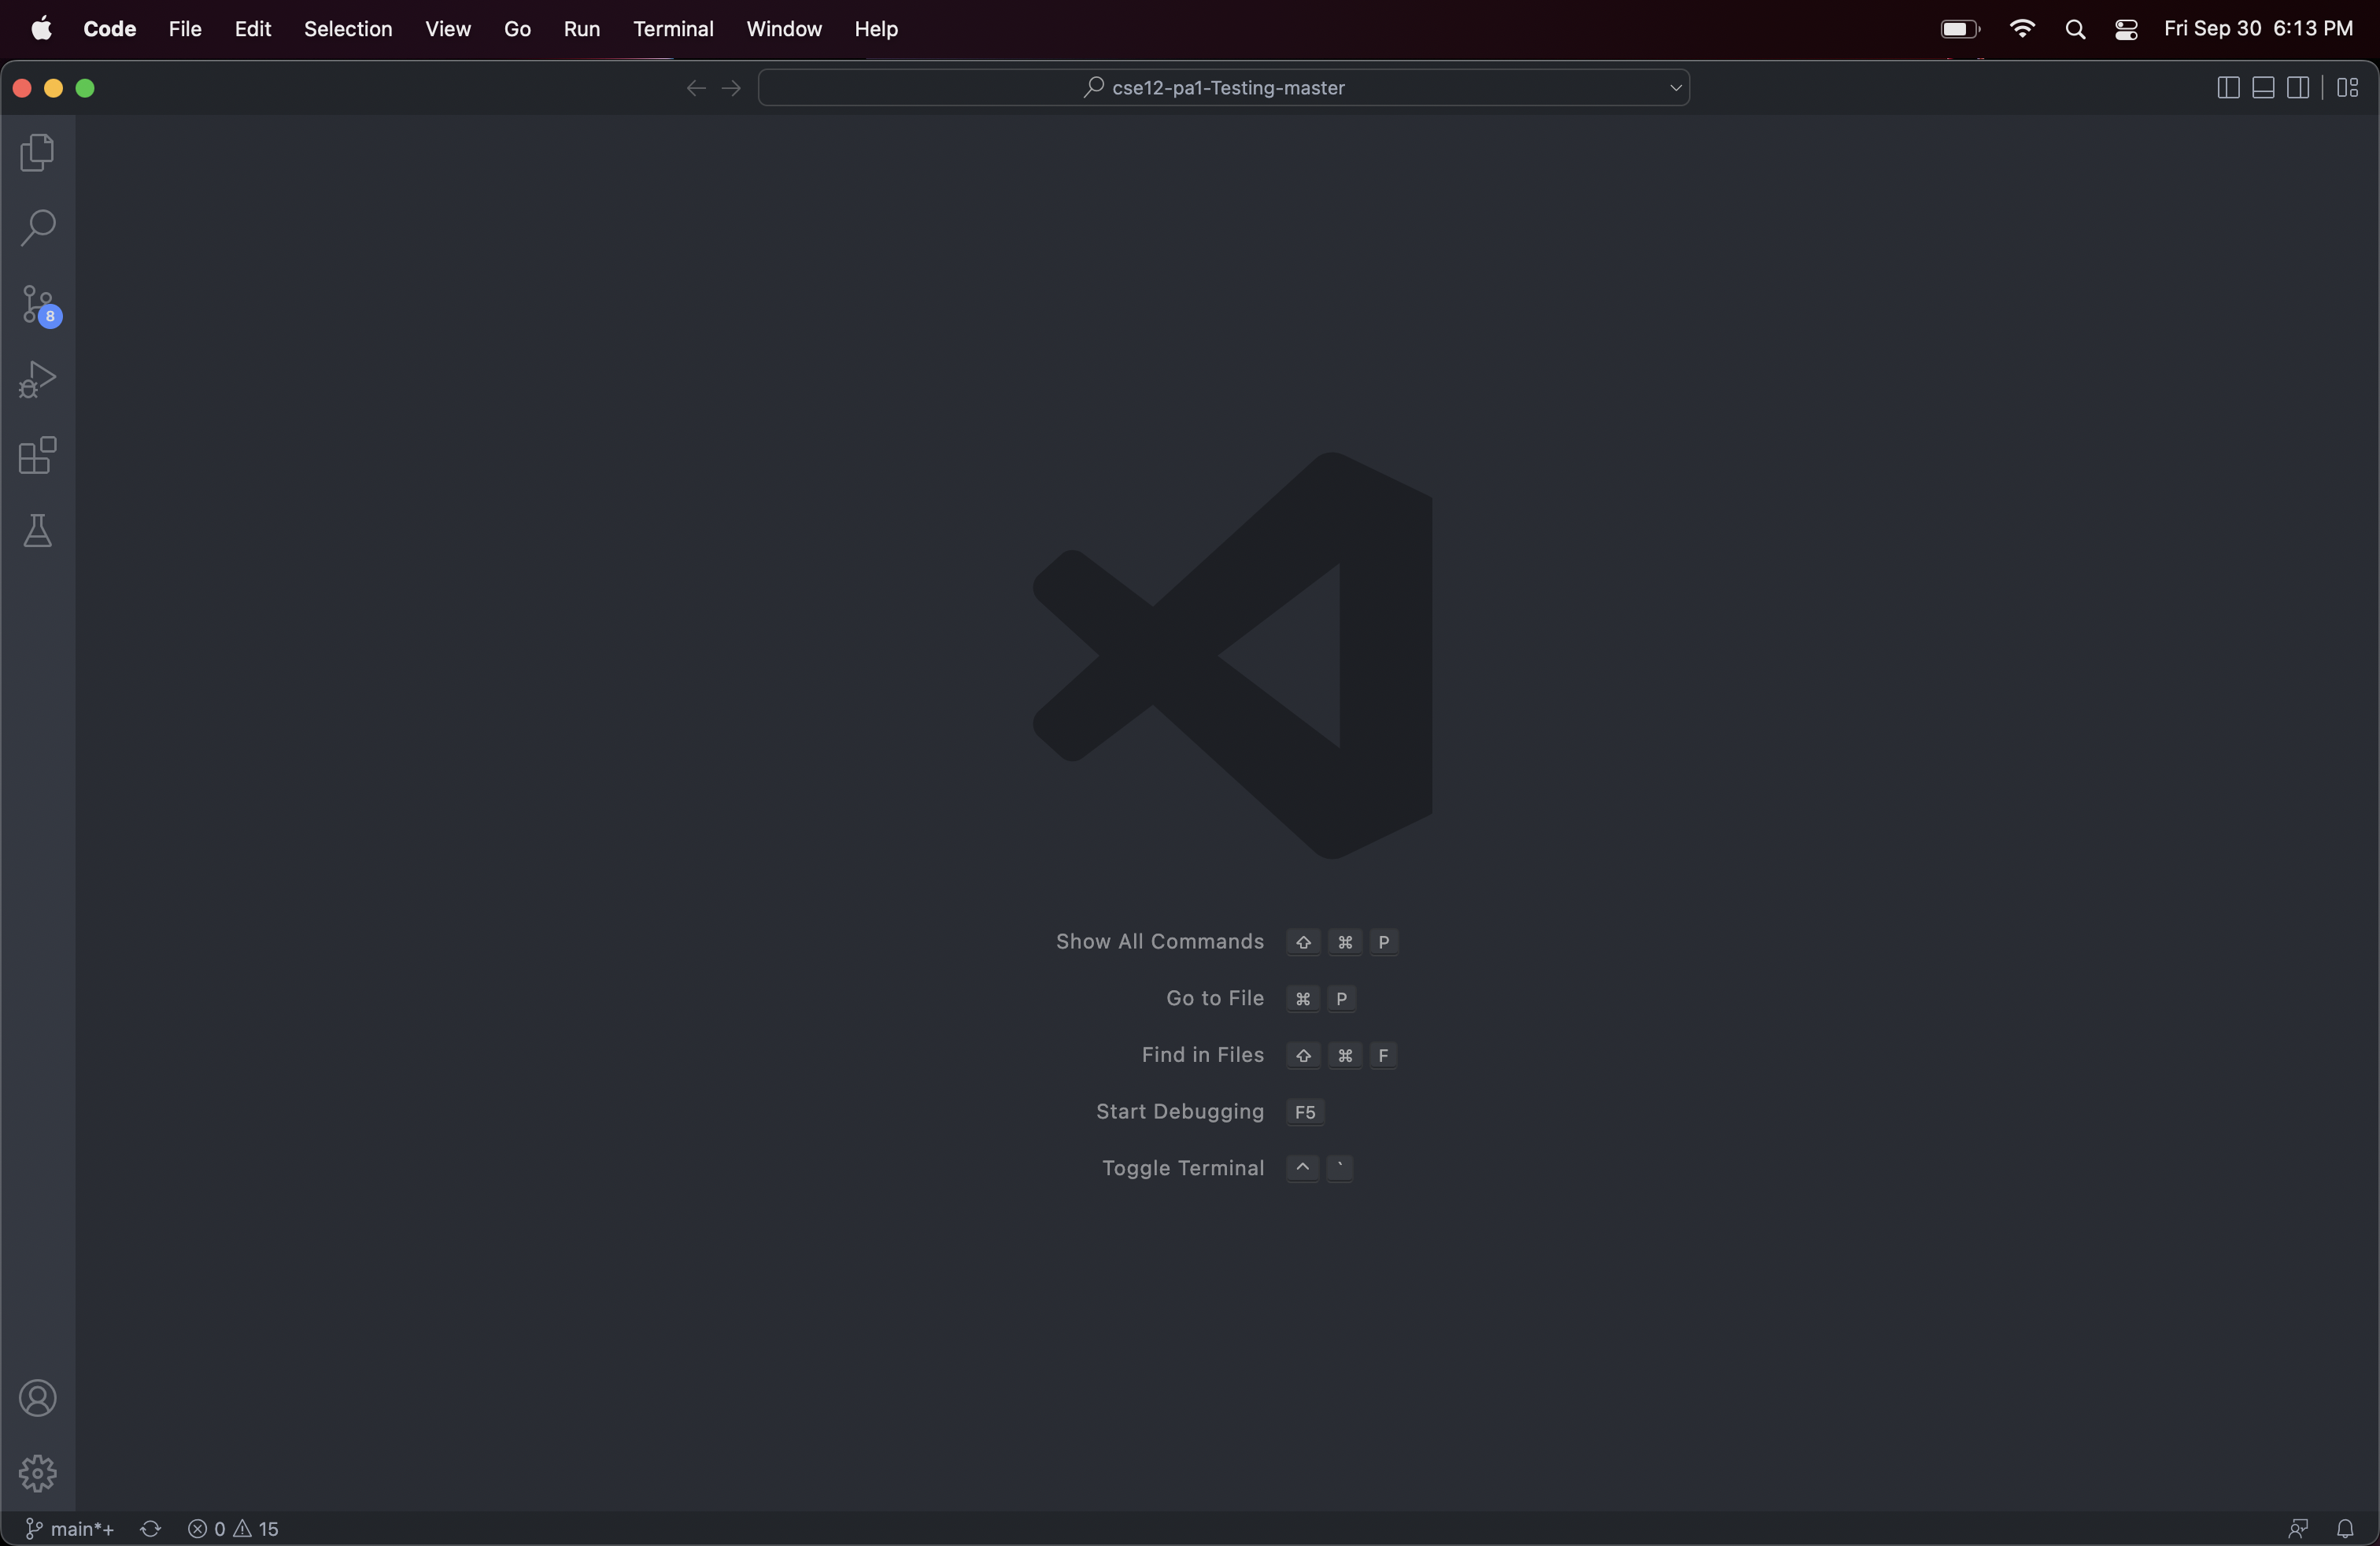 Code File Edit Selection View Go Run Terminal Window Help Fri Sep 30 6:13 PM
cse12-pa1-Testing-master
8
Show All Commands ⇧ ⌘ P
Go to File ⌘ P
Find in Files ⇧ ⌘ F
Start Debugging F5
Toggle Terminal ^ `
main*+ 0 15